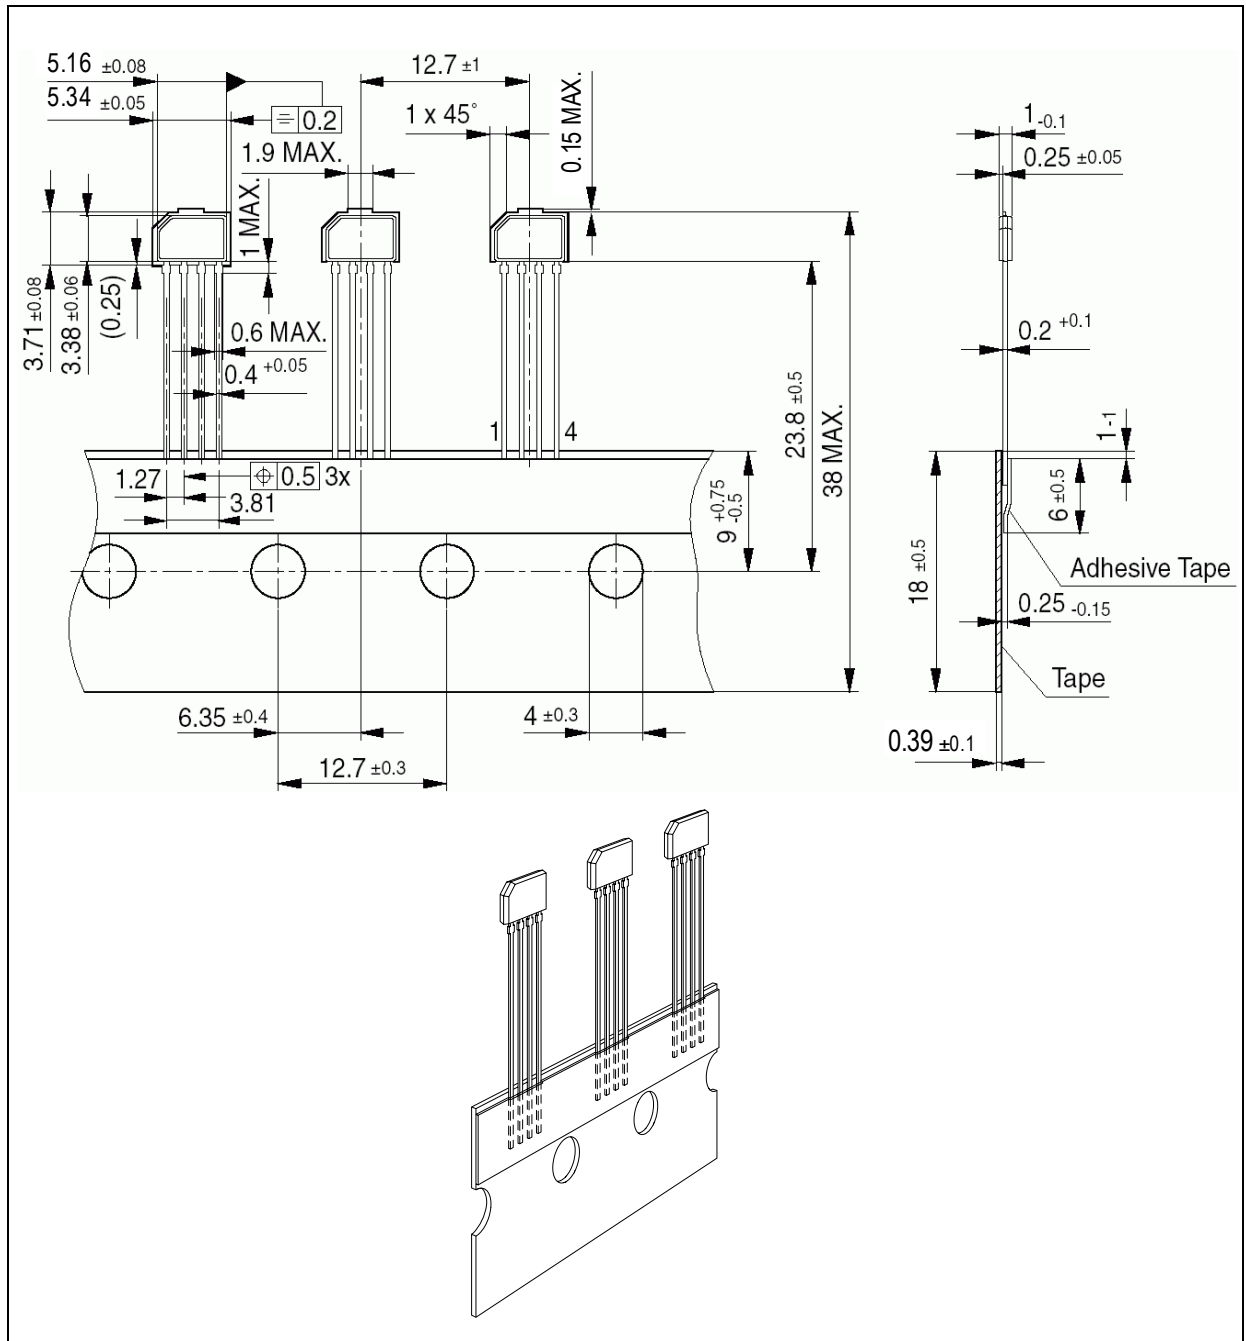 5.16 ±0.08
12.7 ±1
5.34 ±0.05
0.2
1 x 45°
0.15 MAX.
1.9 MAX.
1 MAX.
1 -0.1
0.25 ±0.05
3.71 ±0.08
3.38 ±0.06
(0.25)
0.6 MAX.
0.4 +0.05
0.2 +0.1
1
4
23.8 ±0.5
38 MAX.
1 -1
1.27
0.5 3x
3.81
9 +0.75 -0.5
6 ±0.5
18 ±0.5
Adhesive Tape
0.25 -0.15
Tape
6.35 ±0.4
4 ±0.3
0.39 ±0.1
12.7 ±0.3